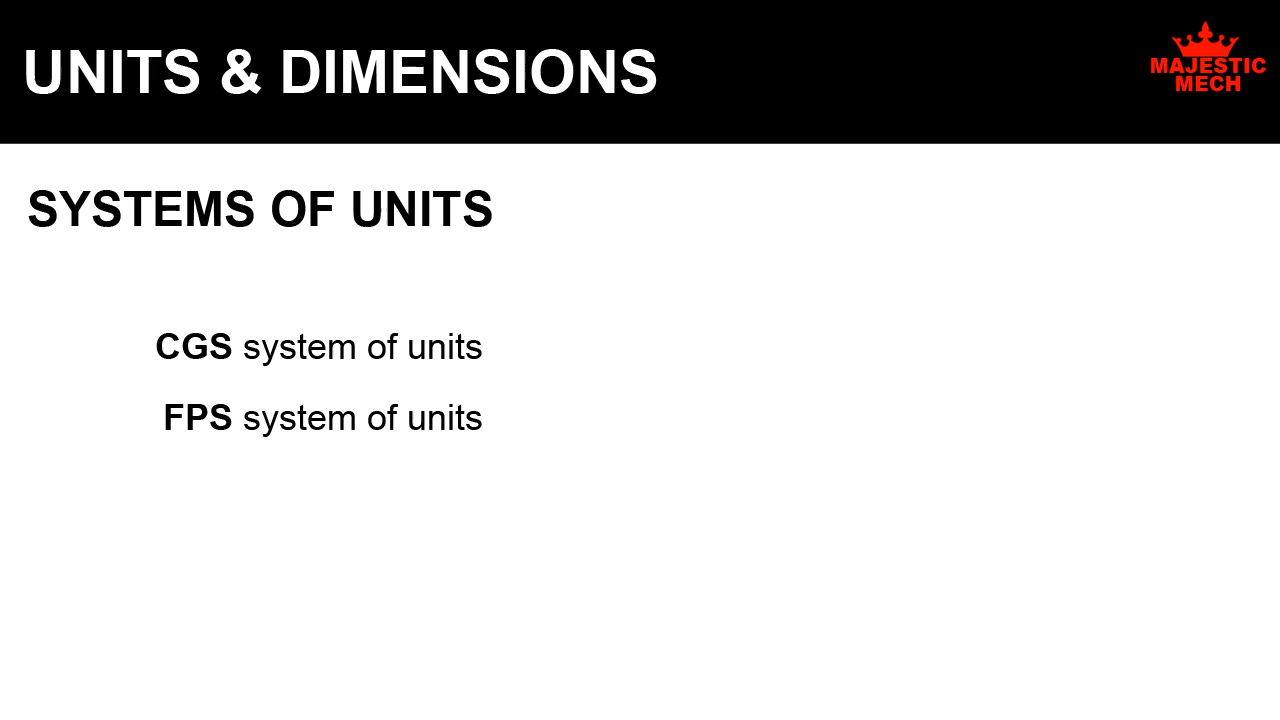 UNITS & DIMENSIONS
MAJESTIC
MECH
SYSTEMS OF UNITS
CGS system of units
FPS system of units